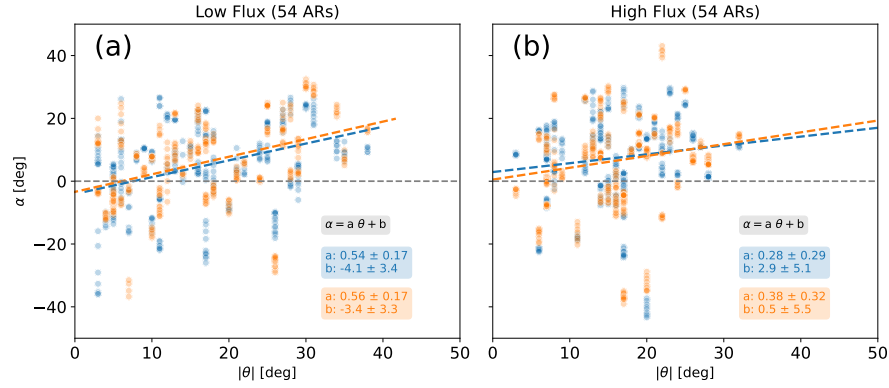 Low Flux (54 ARs)
High Flux (54 ARs)
(a)
(b)
40
20
0
−20
−40
α [deg]
α = a θ + b
a: 0.54 ± 0.17
b: -4.1 ± 3.4
a: 0.56 ± 0.17
b: -3.4 ± 3.3
α = a θ + b
a: 0.28 ± 0.29
b: 2.9 ± 5.1
a: 0.38 ± 0.32
b: 0.5 ± 5.5
0 10 20 30 40 50
0 10 20 30 40 50
|θ| [deg]
|θ| [deg]